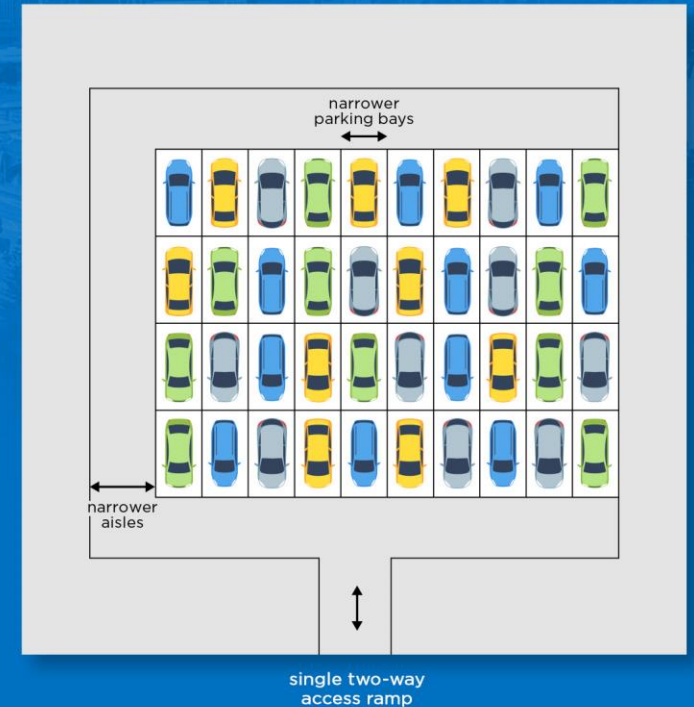 narrower
parking bays
narrower
aisles
single two-way
access ramp